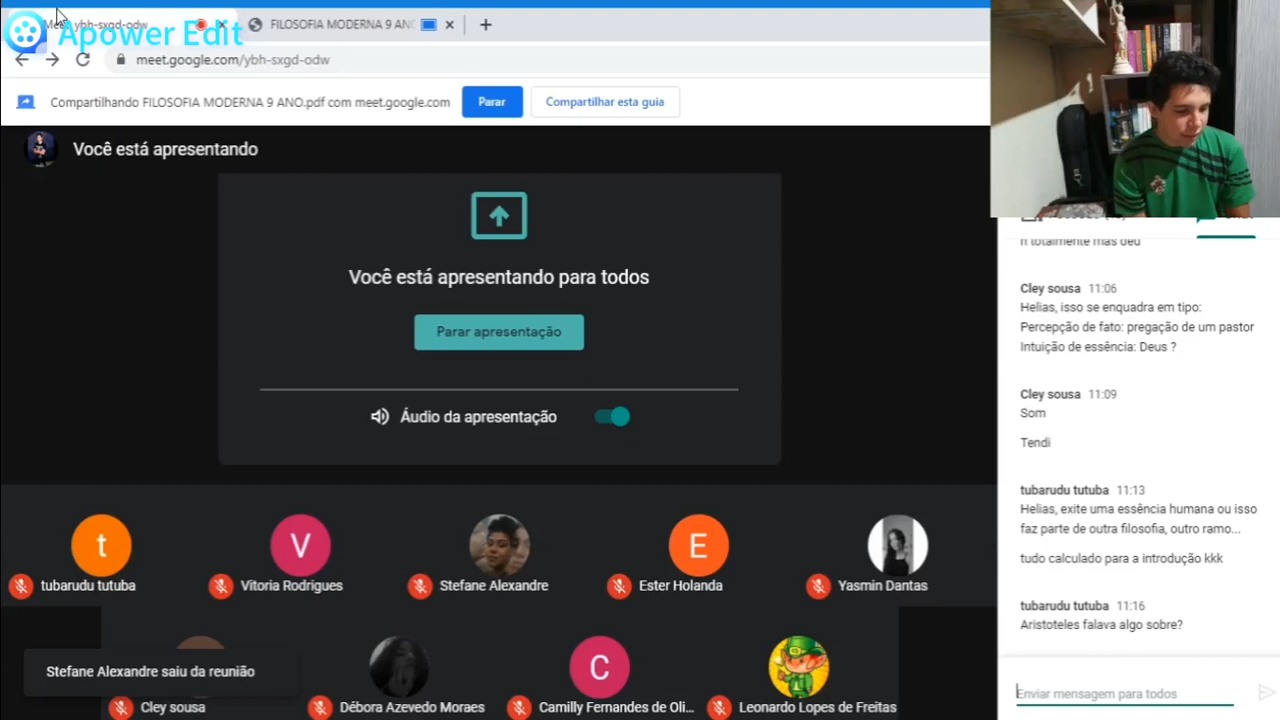 ybh-sxgd-odw
FILOSOFIA MODERNA 9 ANO
Apower Edit
meet.google.com/ybh-sxgd-odw
Compartilhando FILOSOFIA MODERNA 9 ANO.pdf com meet.google.com
Parar
Compartilhar esta guia
Você está apresentando
Você está apresentando para todos
Parar apresentação
Áudio da apresentação
t
V
E
tubarudu tutuba
Vitoria Rodrigues
Stefane Alexandre
Ester Holanda
Yasmin Dantas
C
Stefane Alexandre saiu da reunião
Cley sousa
Débora Azevedo Moraes
Camilly Fernandes de Oli...
Leonardo Lopes de Freitas
n totalmente mas deu
Cley sousa 11:06
Helias, isso se enquadra em tipo:
Percepção de fato: pregação de um pastor
Intuição de essência: Deus ?
Cley sousa 11:09
Som
Tendi
tubarudu tutuba 11:13
Helias, exite uma essência humana ou isso
faz parte de outra filosofia, outro ramo...
tudo calculado para a introdução kkk
tubarudu tutuba 11:16
Aristoteles falava algo sobre?
Enviar mensagem para todos